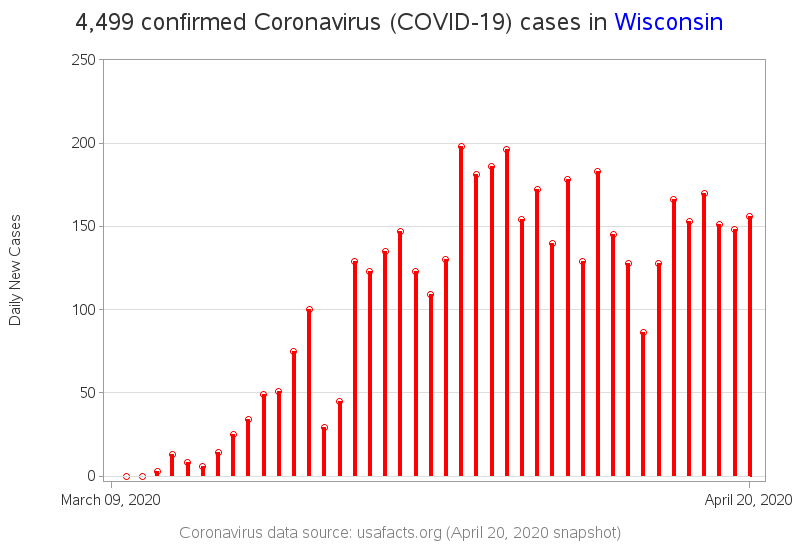 4,499 confirmed Coronavirus (COVID-19) cases in Wisconsin
250
200
150
100
50
0
Daily New Cases
March 09, 2020
April 20, 2020
Coronavirus data source: usafacts.org (April 20, 2020 snapshot)